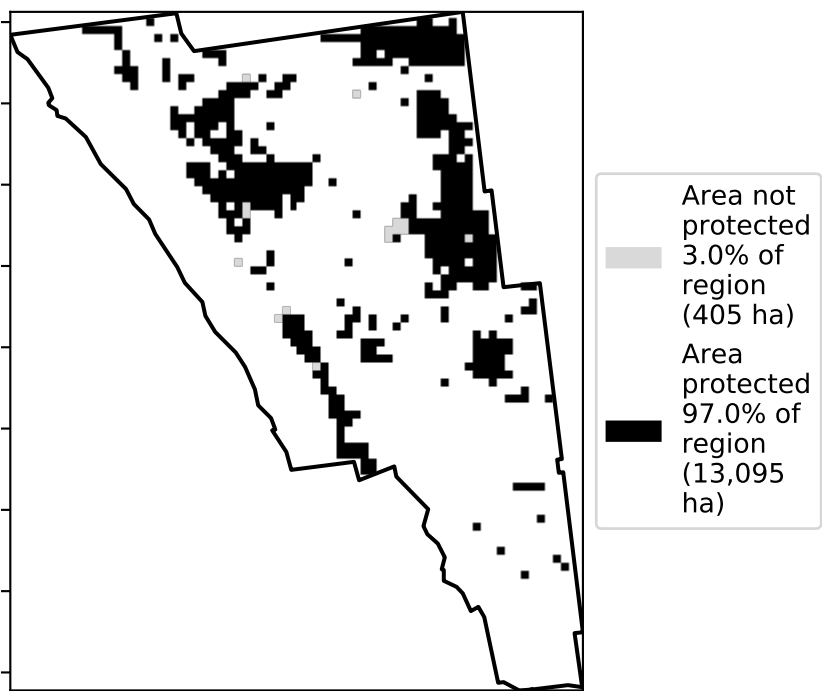 Area not
protected
3.0% of
region
(405 ha)
Area
protected
97.0% of
region
(13,095
ha)